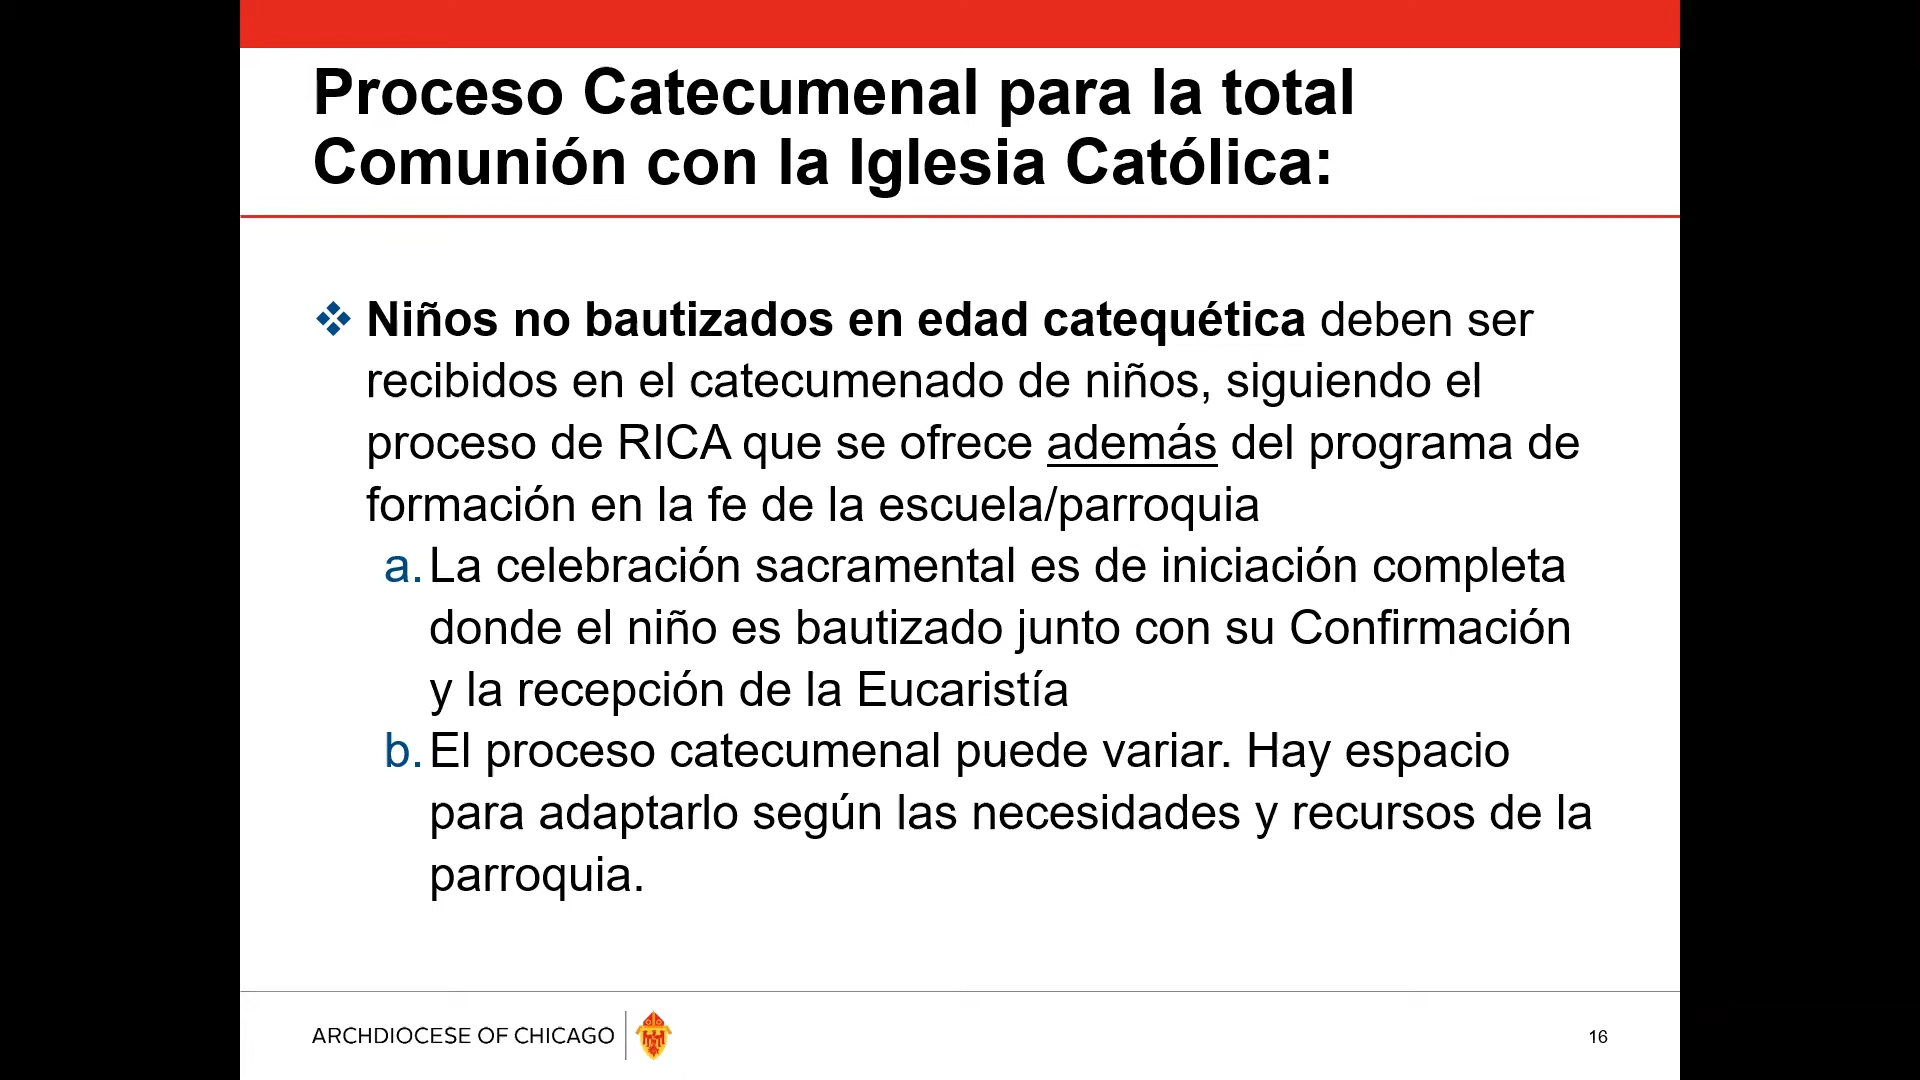 Proceso Catecumenal para la total
Comunión con la Iglesia Católica:
❖ Niños no bautizados en edad catequética deben ser
recibidos en el catecumenado de niños, siguiendo el
proceso de RICA que se ofrece además del programa de
formación en la fe de la escuela/parroquia
a. La celebración sacramental es de iniciación completa
donde el niño es bautizado junto con su Confirmación
y la recepción de la Eucaristía
b. El proceso catecumenal puede variar. Hay espacio
para adaptarlo según las necesidades y recursos de la
parroquia.
ARCHDIOCESE OF CHICAGO
16